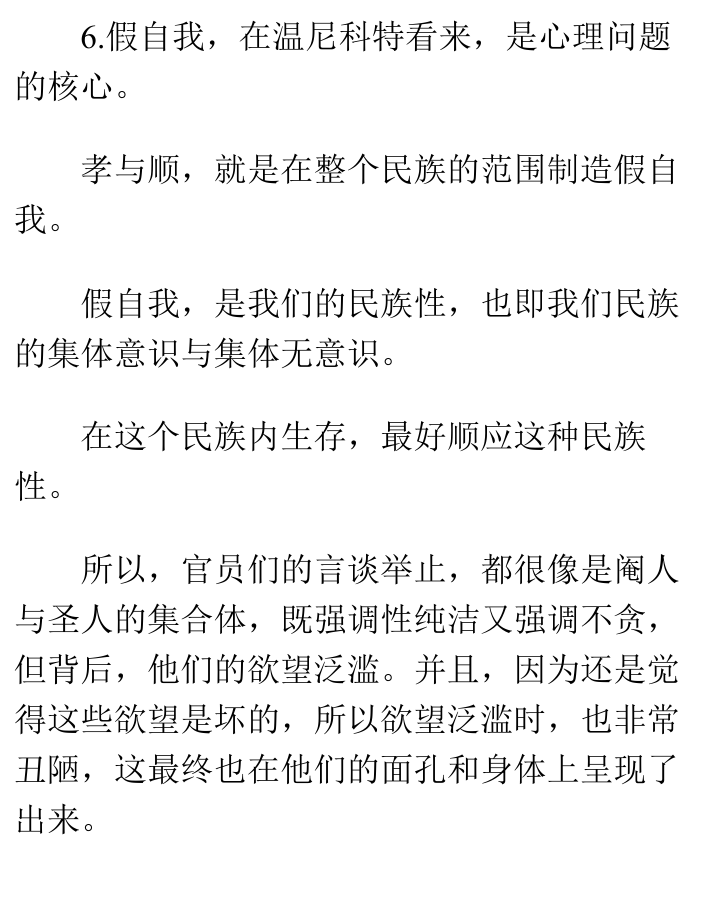 6.假自我，在温尼科特看来，是心理问题
的核心。
孝与顺，就是在整个民族的范围制造假自
我。
假自我，是我们的民族性，也即我们民族
的集体意识与集体无意识。
在这个民族内生存，最好顺应这种民族
性。
所以，官员们的言谈举止，都很像是阉人
与圣人的集合体，既强调性纯洁又强调不贪，
但背后，他们的欲望泛滥。并且，因为还是觉
得这些欲望是坏的，所以欲望泛滥时，也非常
丑陋，这最终也在他们的面孔和身体上呈现了
出来。